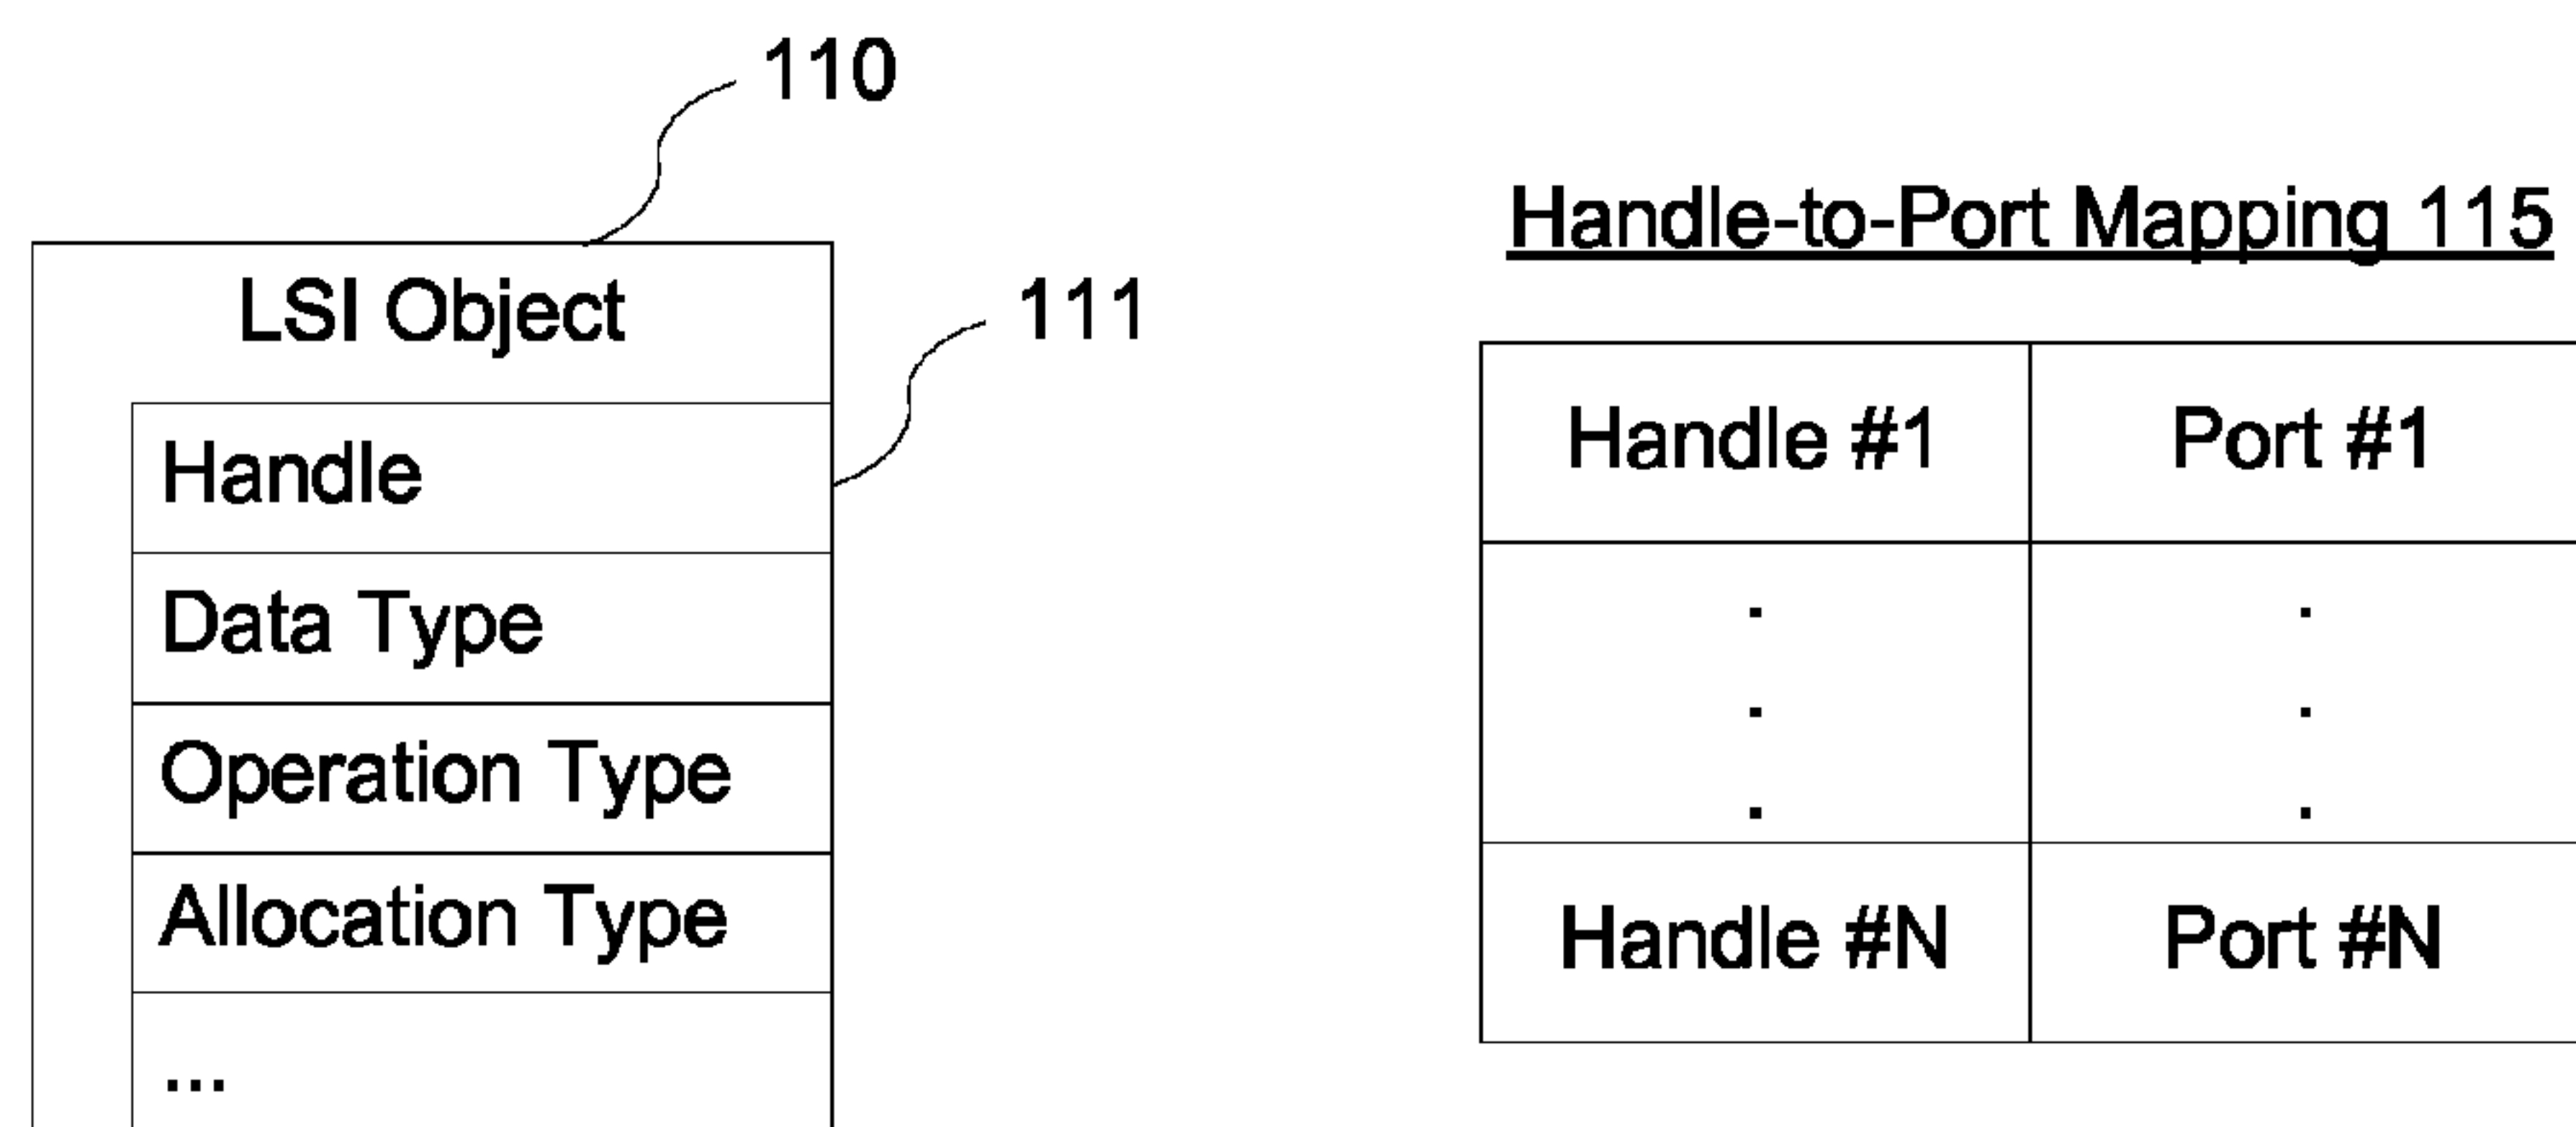 110
LSI Object
111
Handle
Data Type
Operation Type
Allocation Type
...
Handle-to-Port Mapping 115
Handle #1 Port #1
. .
. .
. .
Handle #N Port #N